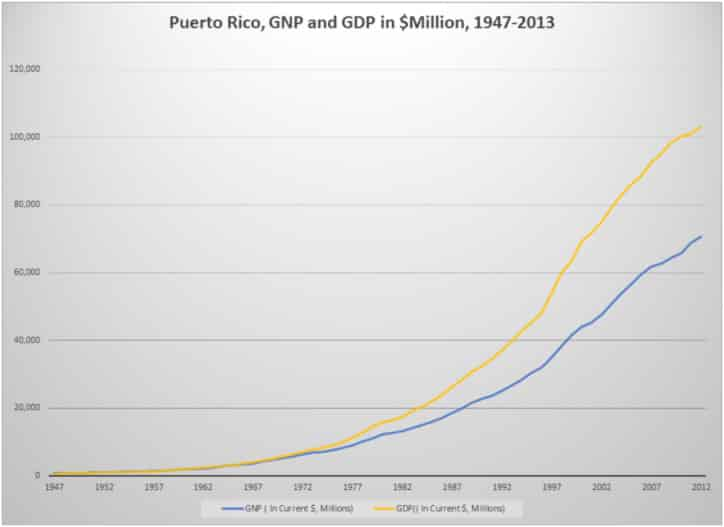 Puerto Rico, GNP and GDP in $Million, 1947-2013
120,000
100,000
80,000
60,000
40,000
20,000
0
1947 1952 1957 1962 1967 1972 1977 1982 1987 1992 1997 2002 2007 2012
GNP ( In Current $, Millions) GDP(( In Current $, Millions)